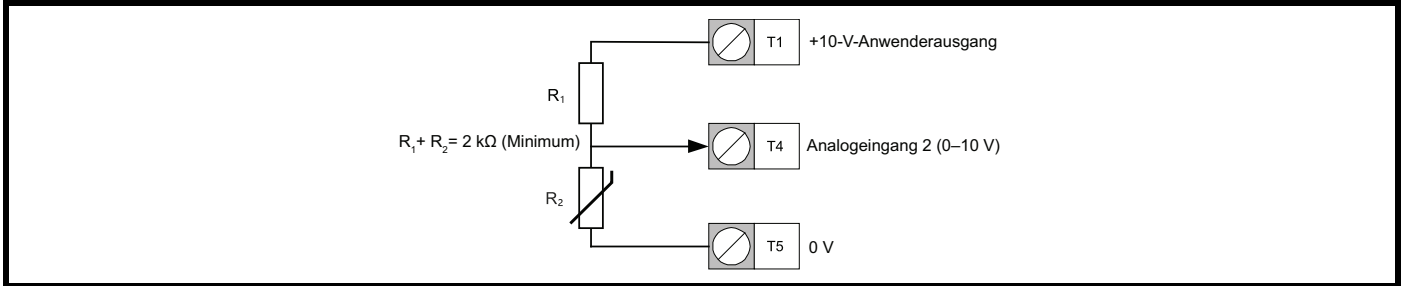 T1 +10-V-Anwenderausgang
R₁
R₁+ R₂= 2 kΩ (Minimum)
T4 Analogeingang 2 (0–10 V)
R₂
T5 0 V